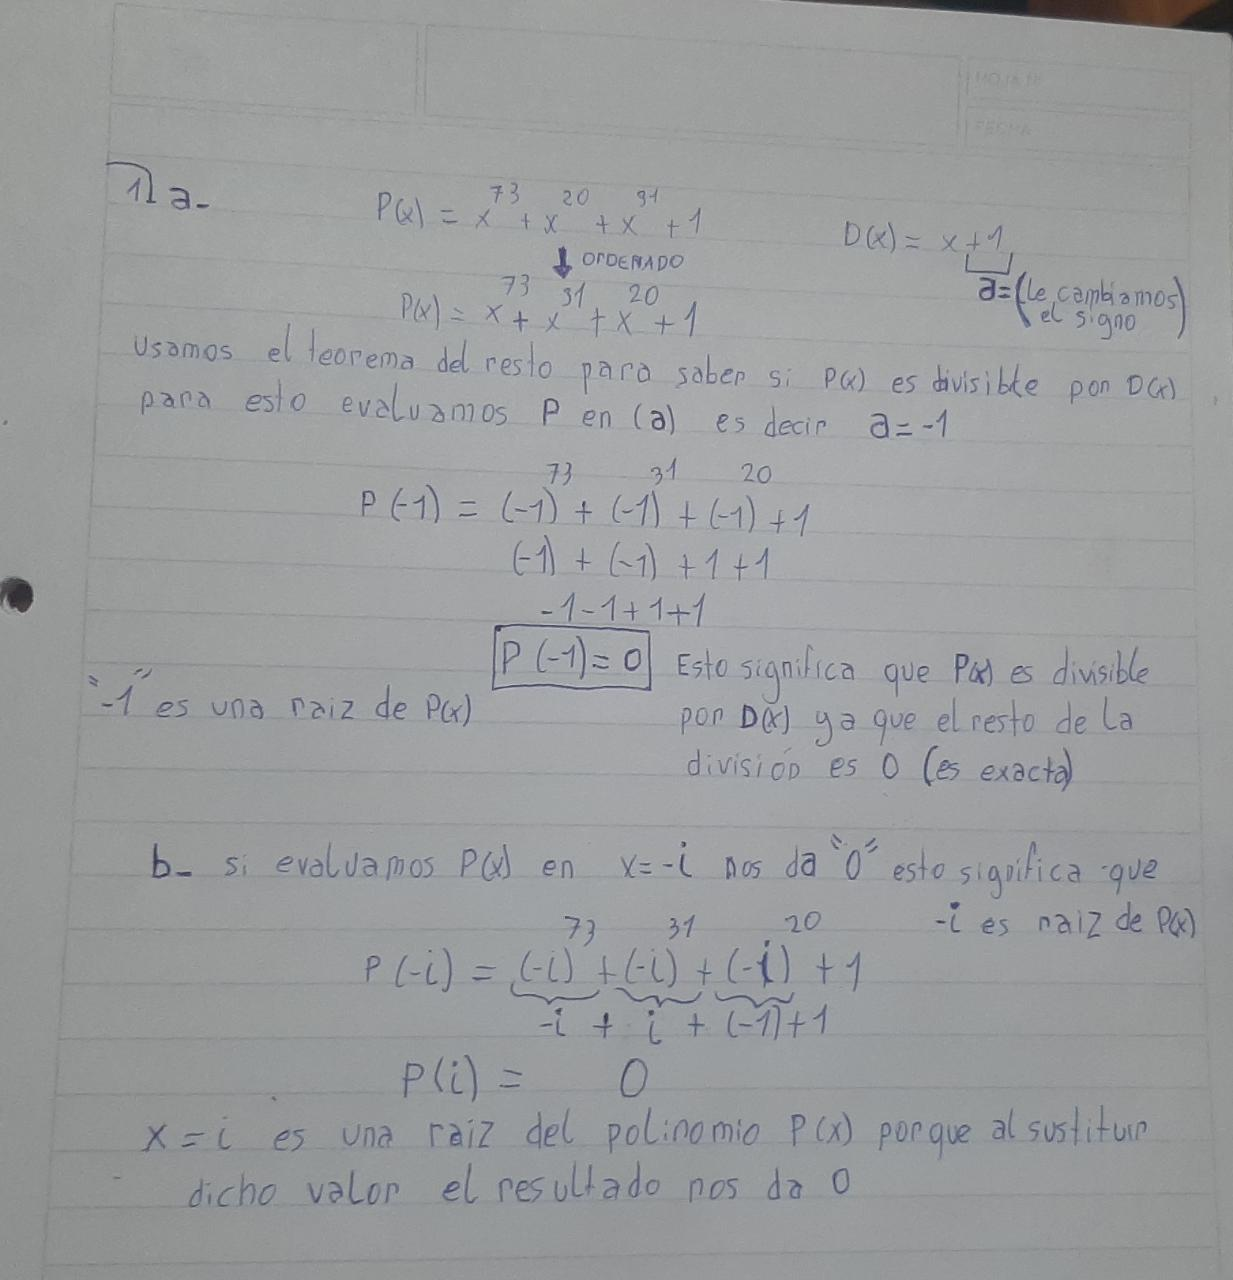 HOJA Nº
FECHA
1) a- P(x) = x^73 + x^20 + x^31 + 1 D(x) = x+1
↓ ORDENADO
a=(Le cambiamos el signo)
P(x) = x^73 + x^31 + x^20 + 1
Usamos el teorema del resto para saber si P(x) es divisible por D(x)
para esto evaluamos P en (a) es decir a=-1
P(-1) = (-1)^73 + (-1)^31 + (-1)^20 + 1
(-1) + (-1) + 1 + 1
-1-1+1+1
P(-1)=0 Esto significa que P(x) es divisible
"-1" es una raiz de P(x) por D(x) ya que el resto de la
división es 0 (es exacta)
b- si evaluamos P(x) en x=-i nos da "0" esto significa que
-i es raiz de P(x)
P(-i) = (-i)^73 + (-i)^31 + (-i)^20 + 1
-i + i + (-1)+1
P(i) = 0
x=i es una raiz del polinomio P(x) porque al sustituir
dicho valor el resultado nos da 0